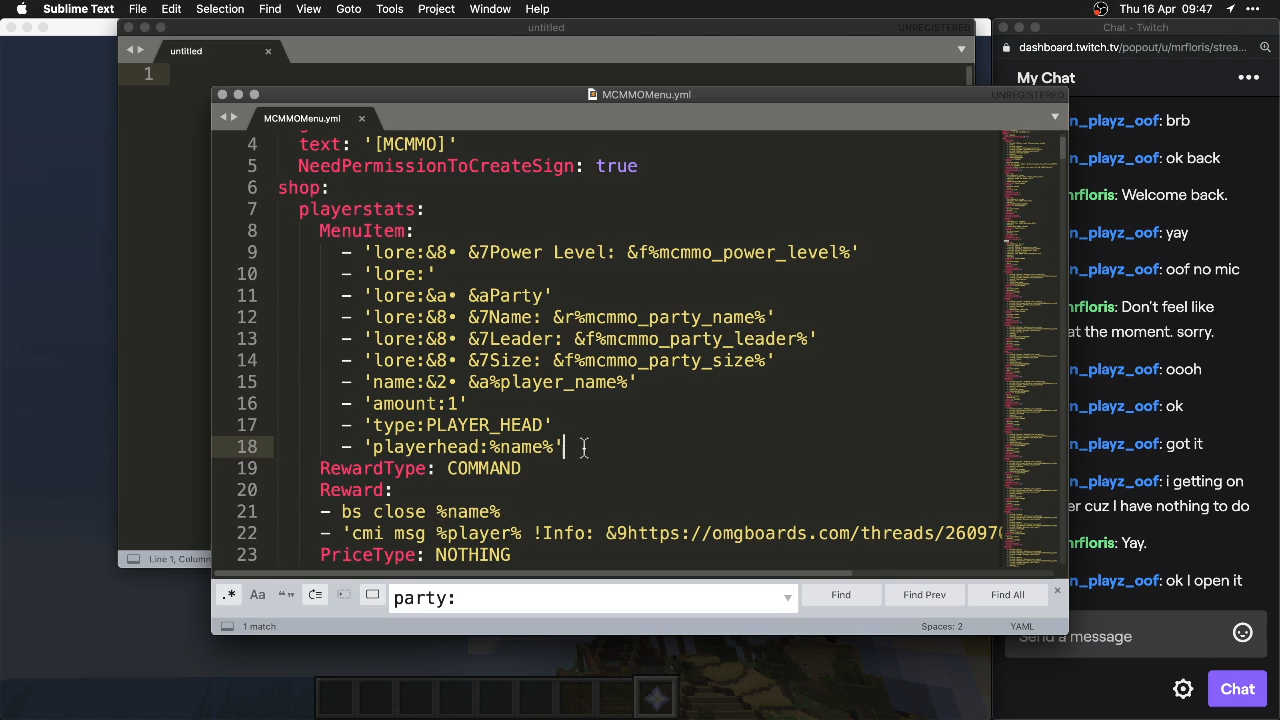 Sublime Text File Edit Selection Find View Goto Tools Project Window Help Thu 16 Apr 09:47
untitled UNREGISTERED
untitled
1
Line 1, Column
MCMMOMenu.yml UNREGISTERED
MCMMOMenu.yml
4 text: '[MCMMO]'
5 NeedPermissionToCreateSign: true
6 shop:
7 playerstats:
8 MenuItem:
9 - 'lore:&8• &7Power Level: &f%mcmmo_power_level%'
10 - 'lore:'
11 - 'lore:&a• &aParty'
12 - 'lore:&8• &7Name: &r%mcmmo_party_name%'
13 - 'lore:&8• &7Leader: &f%mcmmo_party_leader%'
14 - 'lore:&8• &7Size: &f%mcmmo_party_size%'
15 - 'name:&2• &a%player_name%'
16 - 'amount:1'
17 - 'type:PLAYER_HEAD'
18 - 'playerhead:%name%'
19 RewardType: COMMAND
20 Reward:
21 - bs close %name%
22 - 'cmi msg %player% !Info &9https://omgboards.com/threads/26097
23 PriceType: NOTHING
party:
Find Find Prev Find All
1 match Spaces: 2 YAML
Chat - Twitch
dashboard.twitch.tv/popout/u/mrfloris/strea...
My Chat
n_playz_oof: brb
n_playz_oof: ob back
mrfloris: Welcome back.
n_playz_oof: yay
n_playz_oof: oof no mic
mrfloris: Don't feel like
at the moment, sorry.
n_playz_oof: oooh
n_playz_oof: ok
n_playz_oof: got it
n_playz_oof: i getting on
er cuz I have nothing to do
mrfloris: Yay.
n_playz_oof: ok I open it
Send a message
Chat